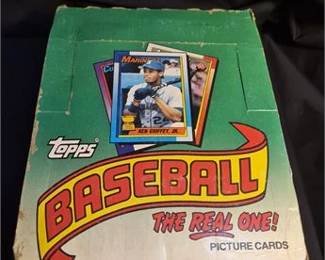 MARINERS
KEN GRIFFEY, JR.
Topps
BASEBALL
THE REAL ONE!
PICTURE CARDS